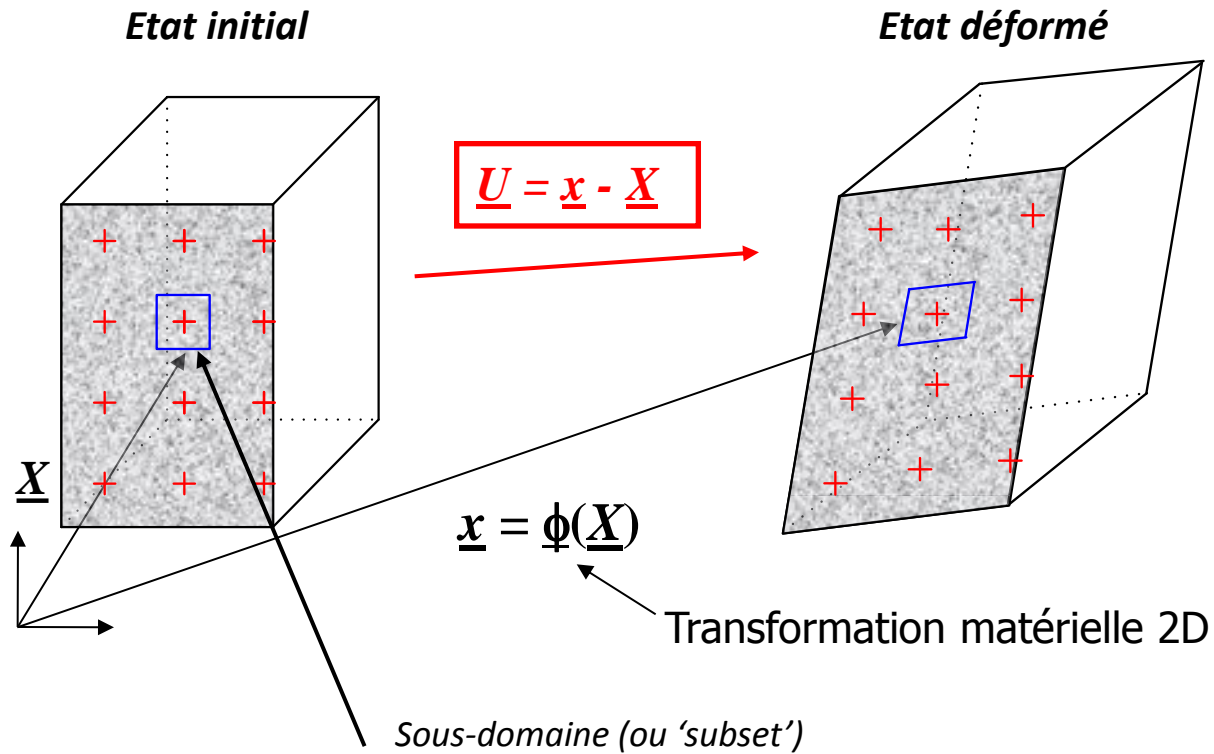 Etat initial
Etat déformé
U = x - X
X
x = ϕ(X)
Transformation matérielle 2D
Sous-domaine (ou ‘subset’)